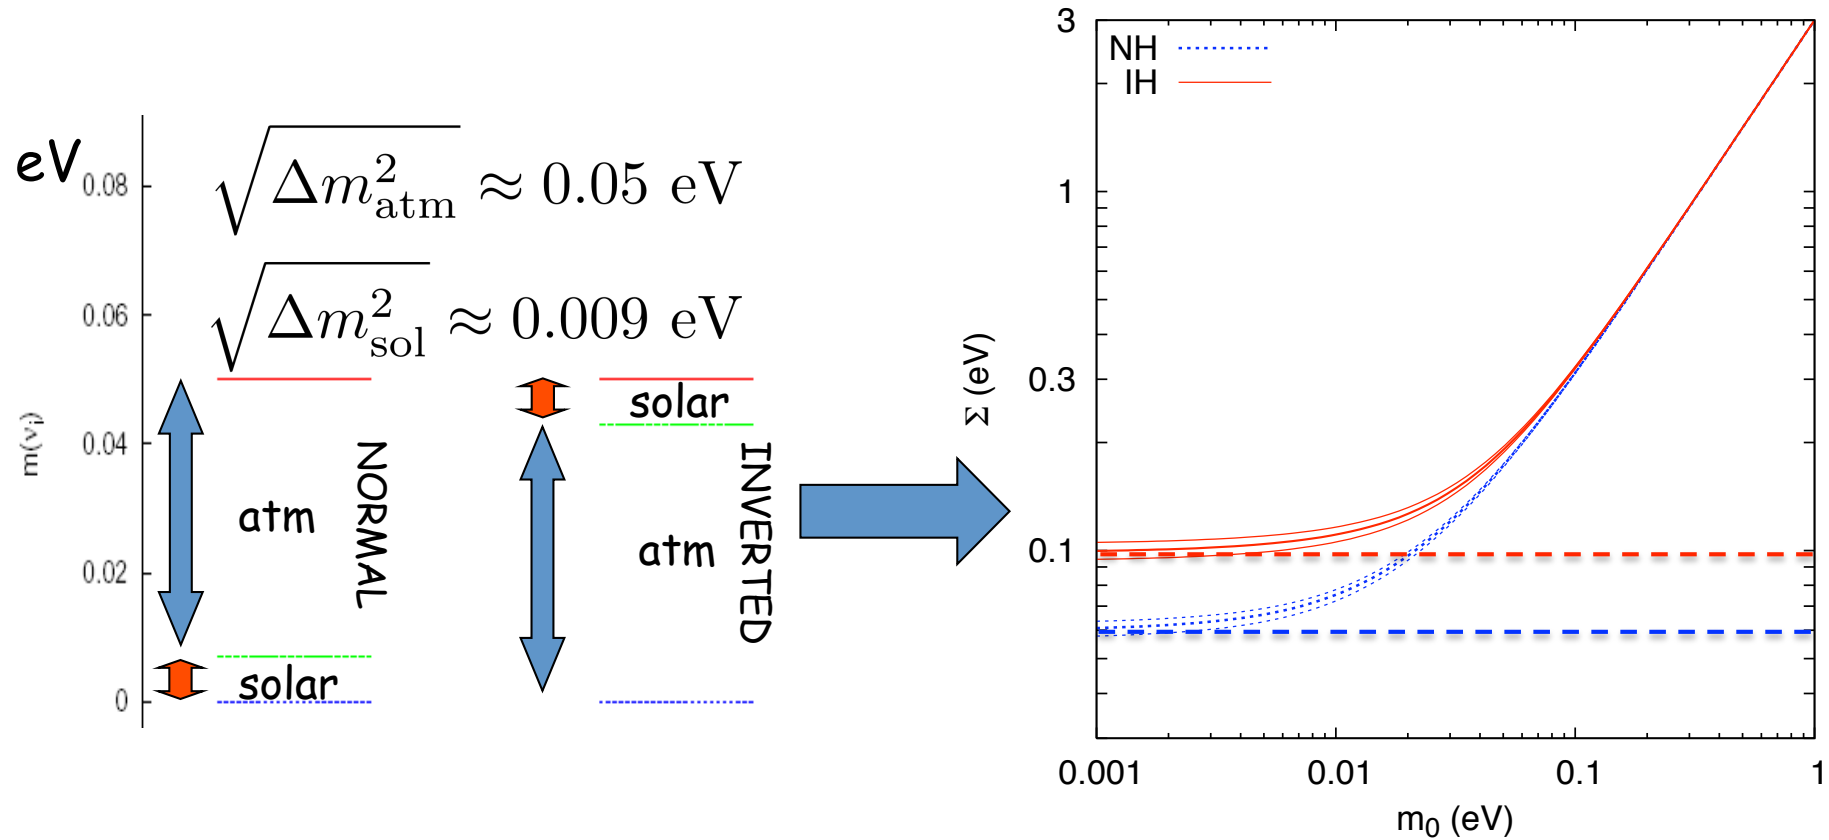 eV
0.08
0.06
0.04
0.02
0
m(νᵢ)
√Δm²_atm ≈ 0.05 eV
√Δm²_sol ≈ 0.009 eV
solar
atm
NORMAL
solar
atm
INVERTED
NH
IH
3
1
0.3
0.1
Σ (eV)
0.001
0.01
0.1
1
m₀ (eV)